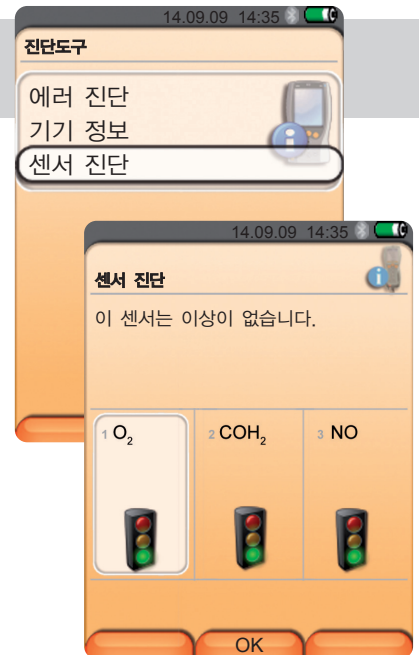 14.09.09 14:35
진단도구
에러 진단
기기 정보
센서 진단
14.09.09 14:35
센서 진단
이 센서는 이상이 없습니다.
1 O₂ 2 COH₂ 3 NO
OK